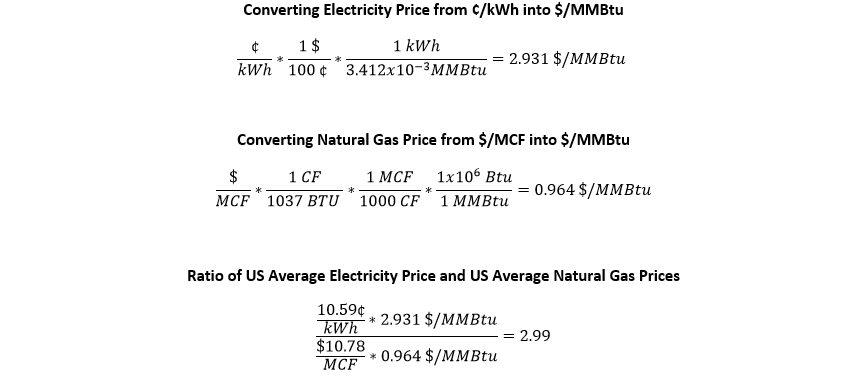 Converting Electricity Price from ¢/kWh into $/MMBtu
¢/kWh * 1 $/100 ¢ * 1 kWh/3.412x10⁻³MMBtu = 2.931 $/MMBtu
Converting Natural Gas Price from $/MCF into $/MMBtu
$/MCF * 1 CF/1037 BTU * 1 MCF/1000 CF * 1x10⁶ Btu/1 MMBtu = 0.964 $/MMBtu
Ratio of US Average Electricity Price and US Average Natural Gas Prices
10.59¢/kWh * 2.931 $/MMBtu
= 2.99
$10.78/MCF * 0.964 $/MMBtu